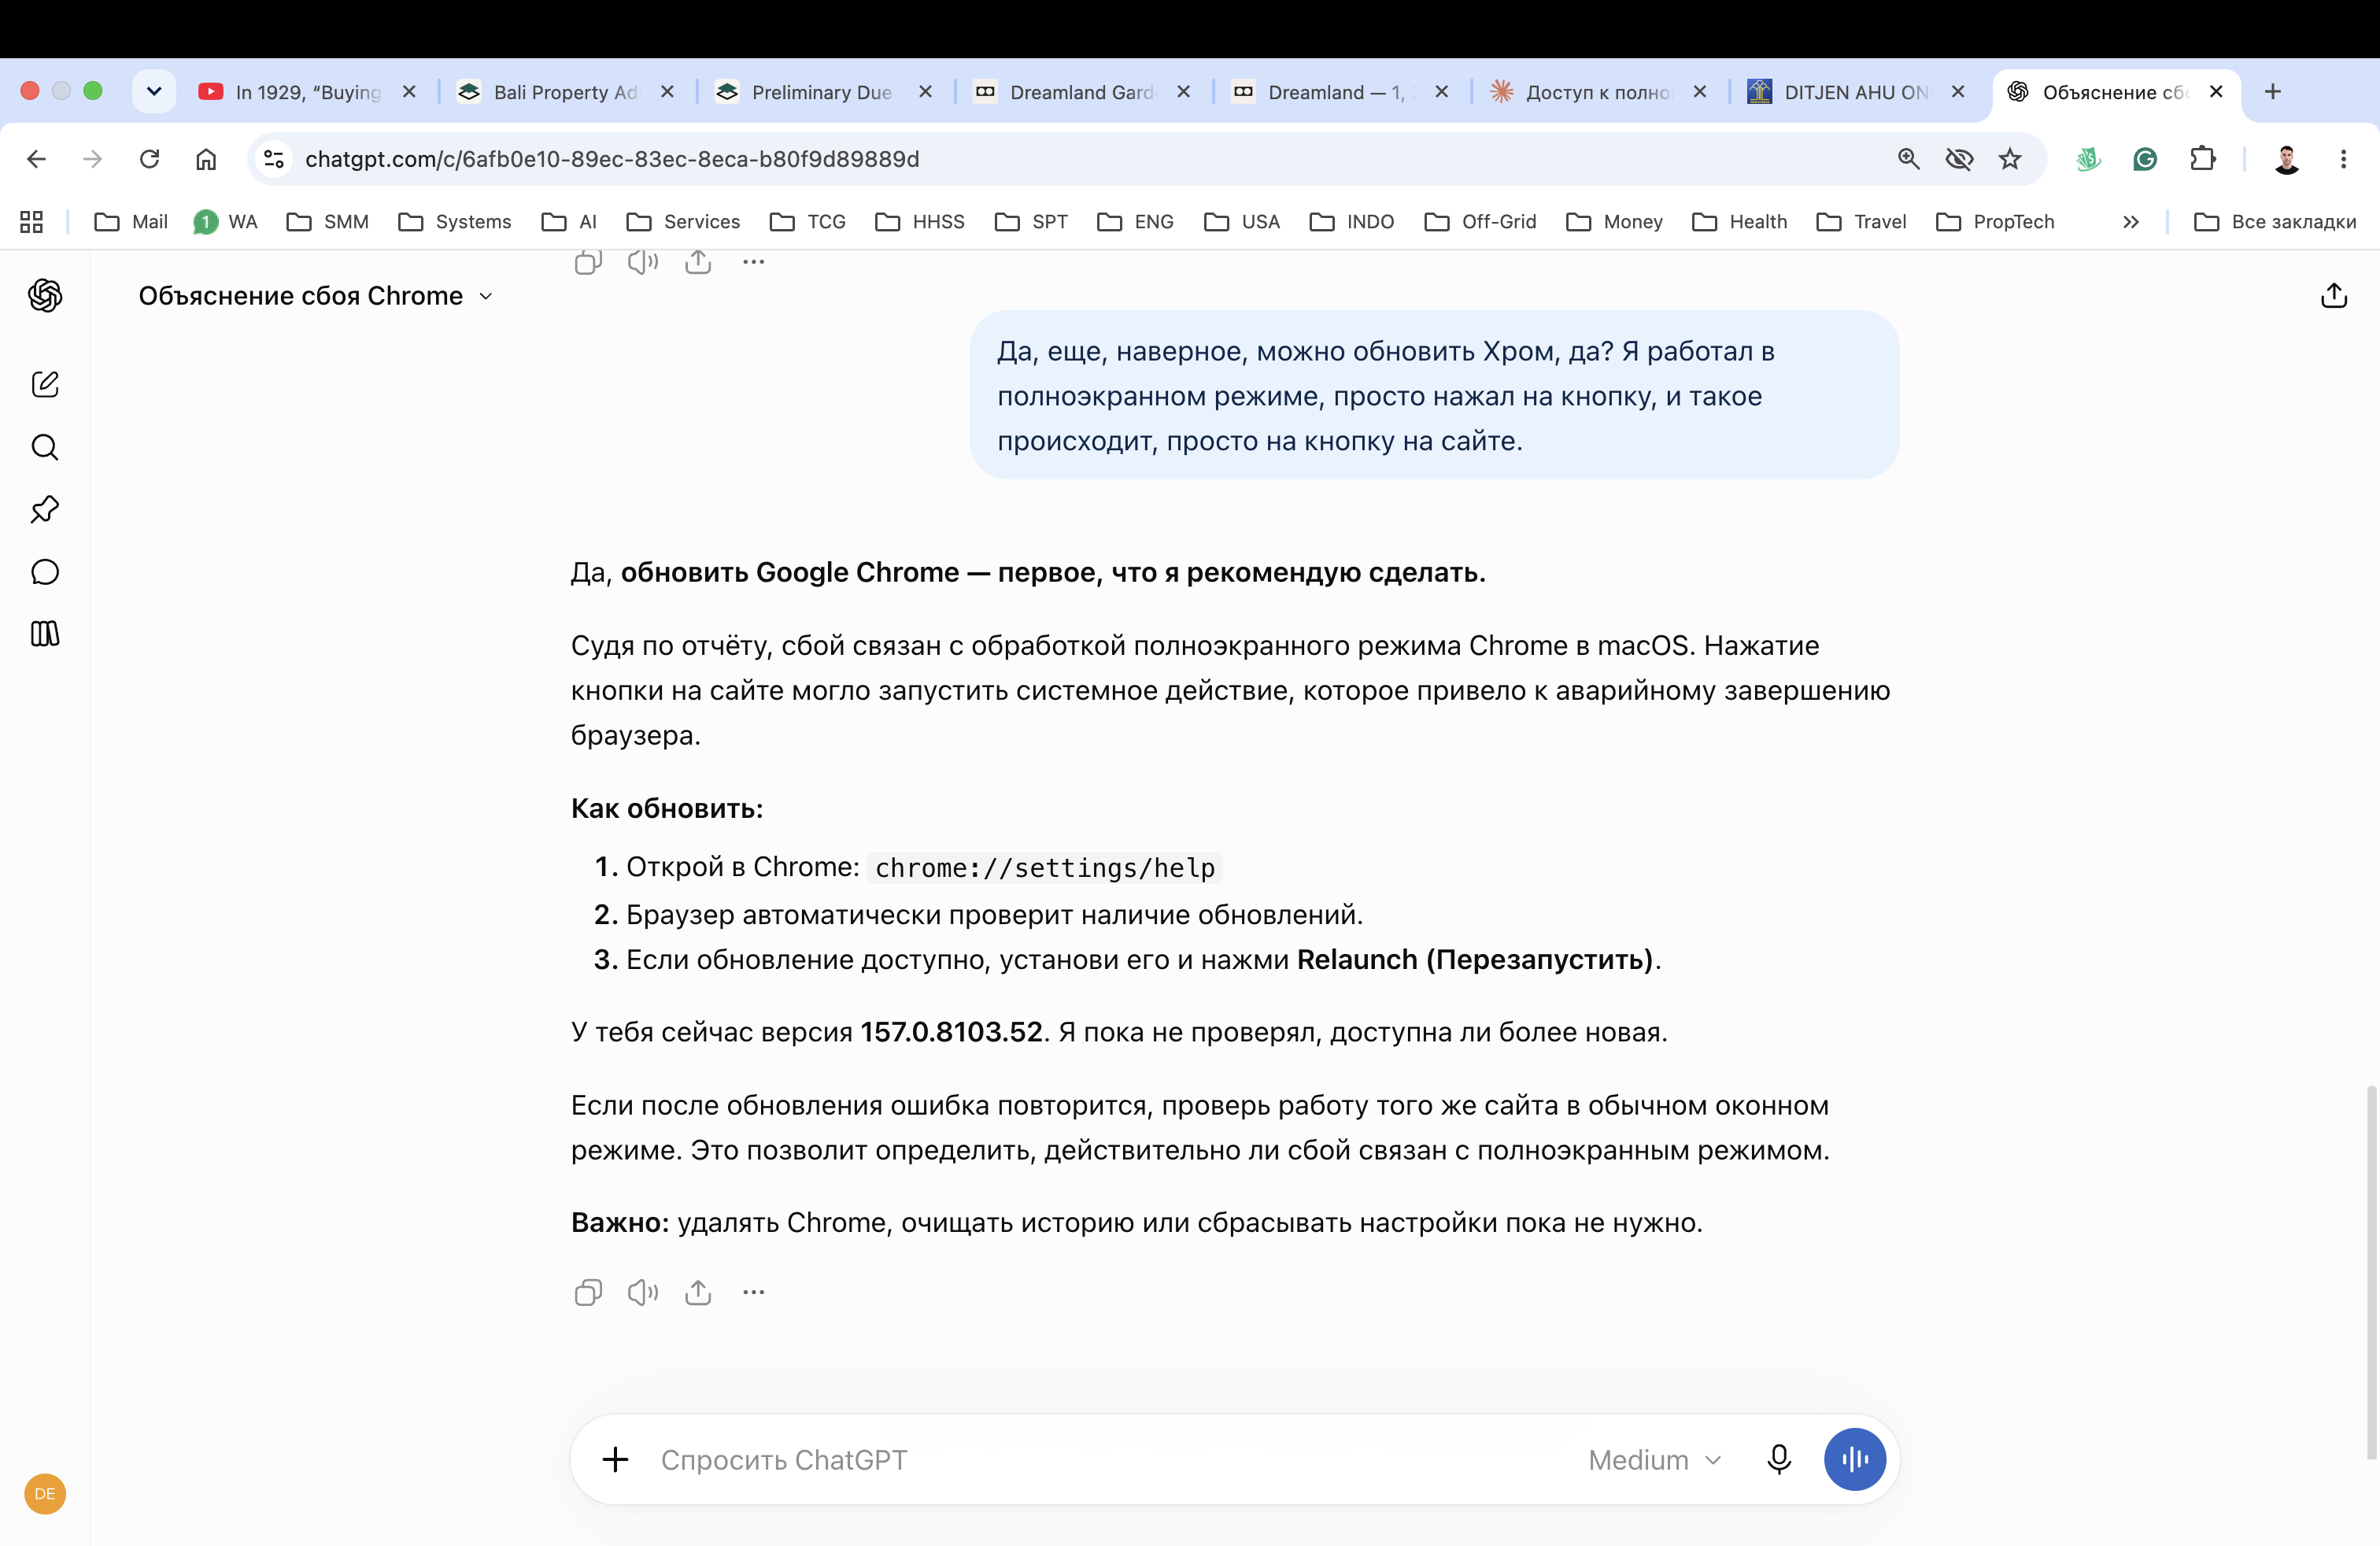 In 1929, “Buying
Bali Property Ad
Preliminary Due
Dreamland Gard
Dreamland — 1,
Доступ к полно
DITJEN AHU ON
Объяснение сбо
chatgpt.com/c/6afb0e10-89ec-83ec-8eca-b80f9d89889d
Mail
1 WA
SMM
Systems
AI
Services
TCG
HHSS
SPT
ENG
USA
INDO
Off-Grid
Money
Health
Travel
PropTech
Все закладки
Объяснение сбоя Chrome
Да, еще, наверное, можно обновить Хром, да? Я работал в
полноэкранном режиме, просто нажал на кнопку, и такое
происходит, просто на кнопку на сайте.
Да, обновить Google Chrome — первое, что я рекомендую сделать.
Судя по отчёту, сбой связан с обработкой полноэкранного режима Chrome в macOS. Нажатие
кнопки на сайте могло запустить системное действие, которое привело к аварийному завершению
браузера.
Как обновить:
1. Открой в Chrome: chrome://settings/help
2. Браузер автоматически проверит наличие обновлений.
3. Если обновление доступно, установи его и нажми Relaunch (Перезапустить).
У тебя сейчас версия 157.0.8103.52. Я пока не проверял, доступна ли более новая.
Если после обновления ошибка повторится, проверь работу того же сайта в обычном оконном
режиме. Это позволит определить, действительно ли сбой связан с полноэкранным режимом.
Важно: удалять Chrome, очищать историю или сбрасывать настройки пока не нужно.
Спросить ChatGPT
Medium
DE